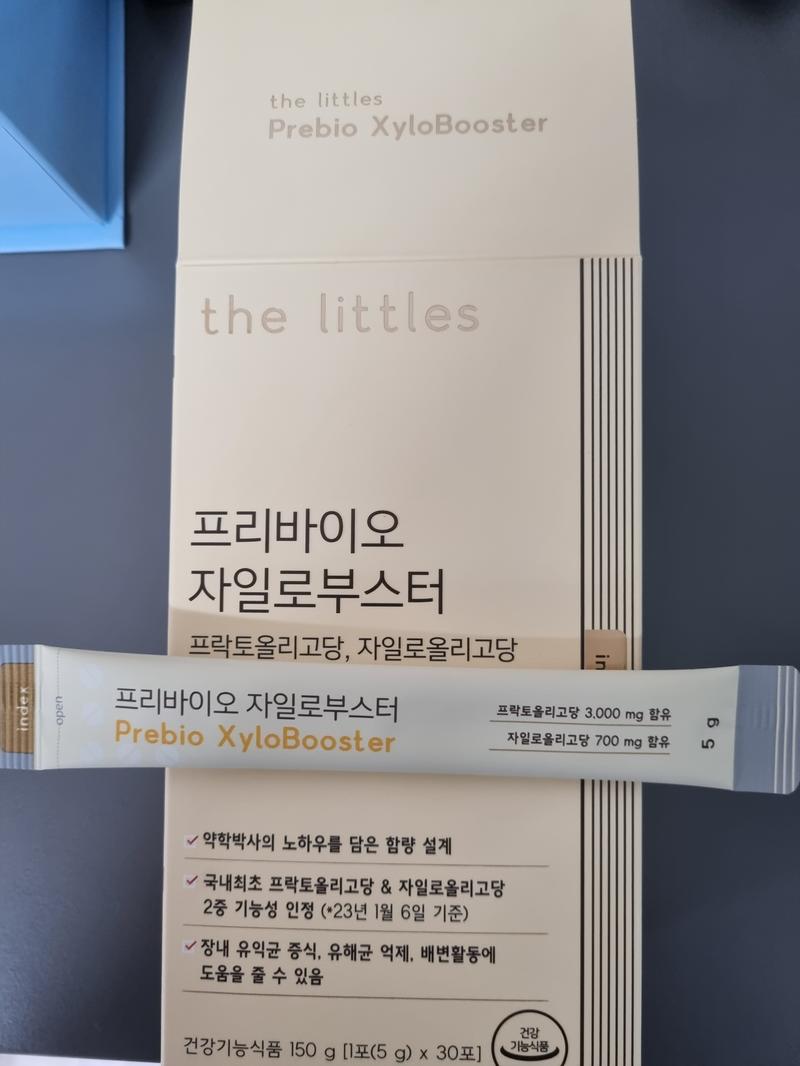 the littles
Prebio XyloBooster
the littles
프리바이오
자일로부스터
프락토올리고당, 자일로올리고당
in
index
open
프리바이오 자일로부스터
Prebio XyloBooster
프락토올리고당 3,000 mg 함유
자일로올리고당 700 mg 함유
5 g
약학박사의 노하우를 담은 함량 설계
국내최초 프락토올리고당 & 자일로올리고당
2중 기능성 인정 (*23년 1월 6일 기준)
장내 유익균 증식, 유해균 억제, 배변활동에
도움을 줄 수 있음
건강기능식품 150 g [1포(5 g) x 30포]
건강
기능식품